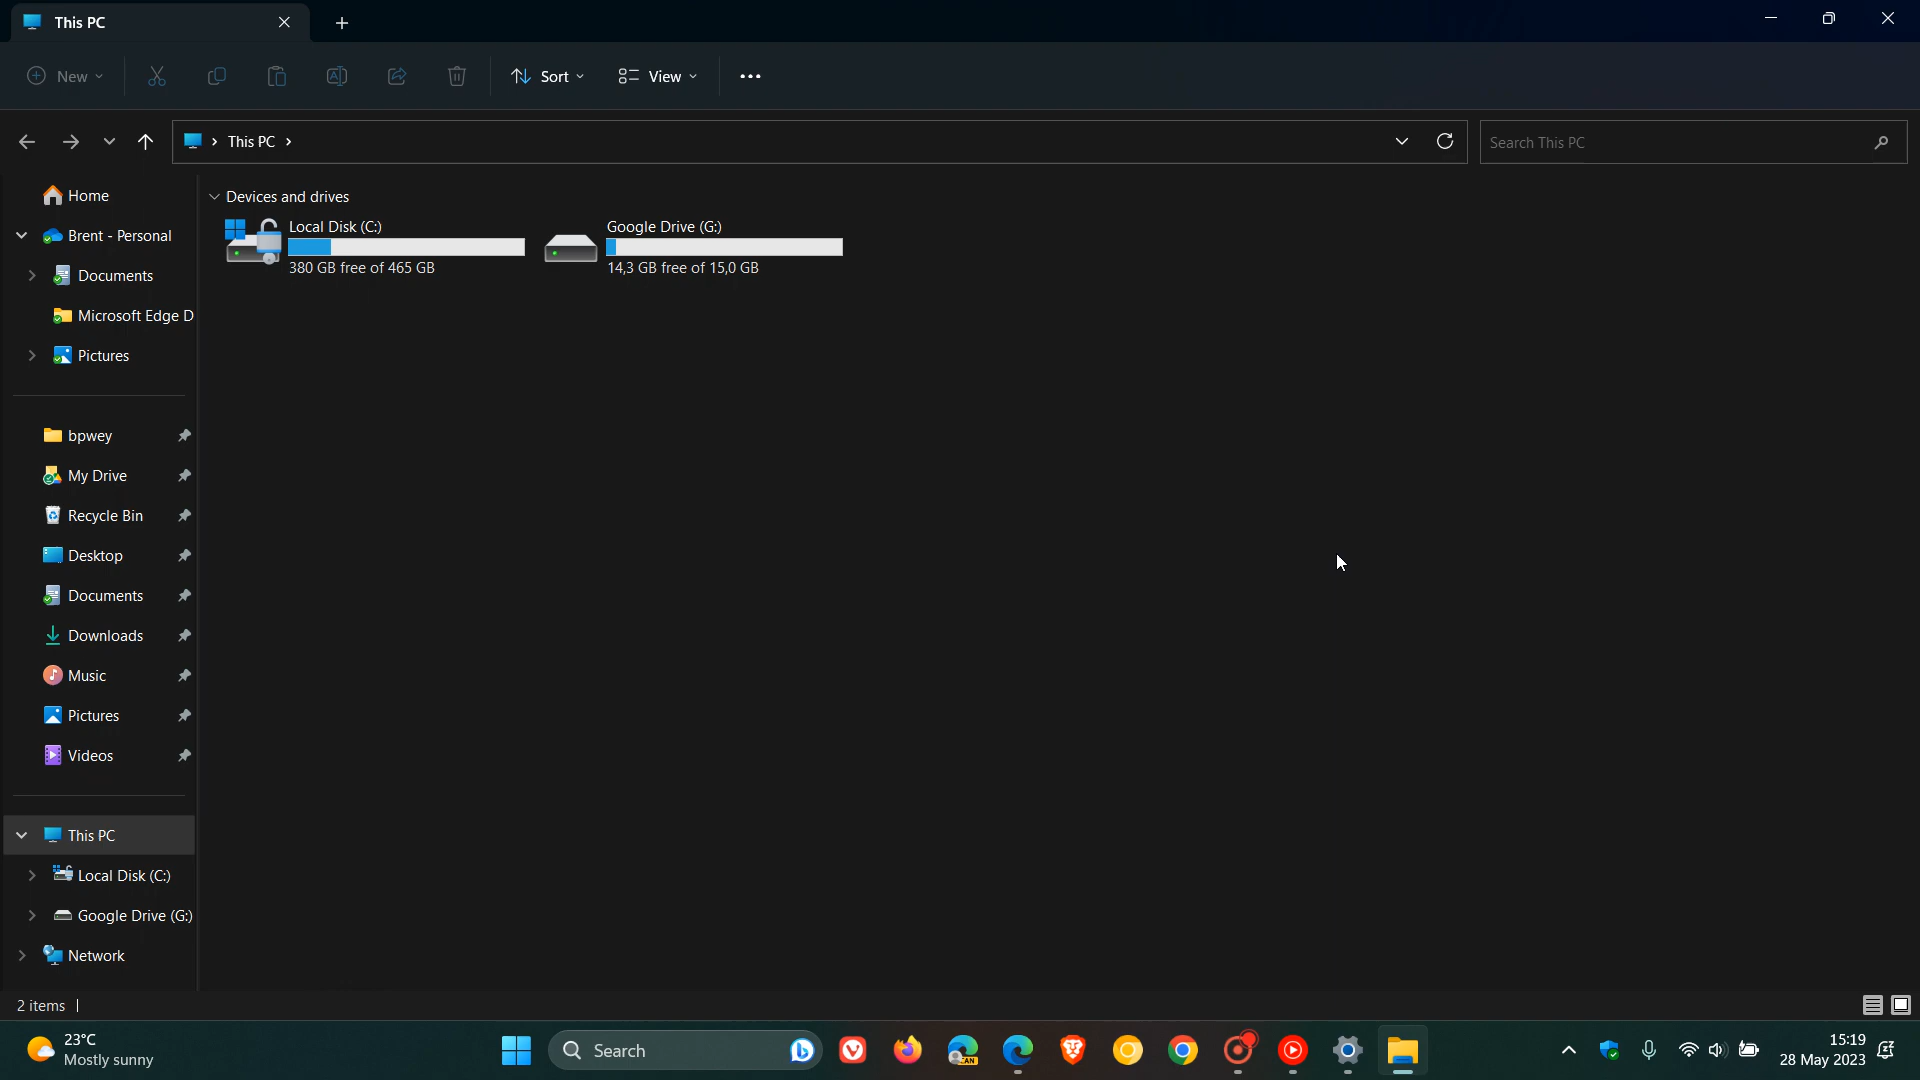 This PC
New
Sort
View
This PC
Search This PC
Home
Brent - Personal
Documents
Microsoft Edge D
Pictures
bpwey
My Drive
Recycle Bin
Desktop
Documents
Downloads
Music
Pictures
Videos
This PC
Local Disk (C:)
Google Drive (G:)
Network
Devices and drives
Local Disk (C:)
380 GB free of 465 GB
Google Drive (G:)
14,3 GB free of 15,0 GB
2 items
23°C
Mostly sunny
Search
CAN
15:19
28 May 2023